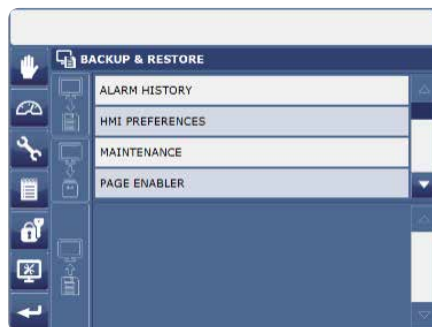 BACKUP & RESTORE
ALARM HISTORY
HMI PREFERENCES
MAINTENANCE
PAGE ENABLER